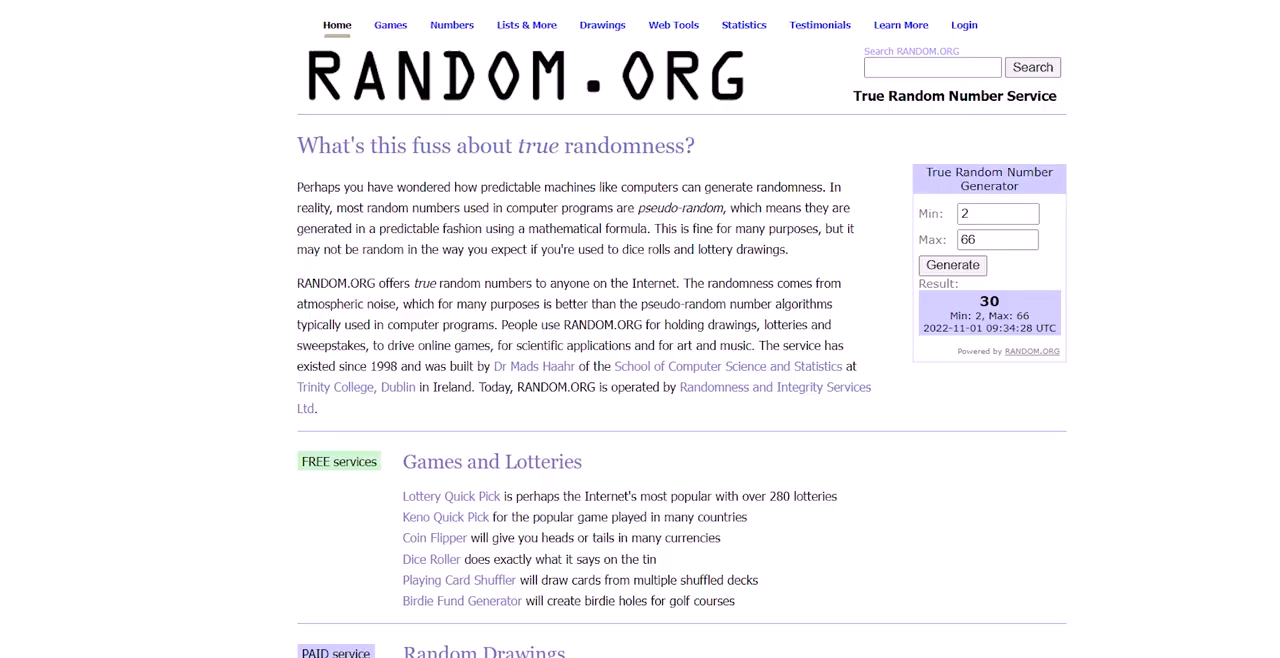 Home Games Numbers Lists & More Drawings Web Tools Statistics Testimonials Learn More Login
RANDOM.ORG
Search RANDOM.ORG
Search
True Random Number Service
What's this fuss about true randomness?
Perhaps you have wondered how predictable machines like computers can generate randomness. In
reality, most random numbers used in computer programs are pseudo-random, which means they are
generated in a predictable fashion using a mathematical formula. This is fine for many purposes, but it
may not be random in the way you expect if you're used to dice rolls and lottery drawings.
RANDOM.ORG offers true random numbers to anyone on the Internet. The randomness comes from
atmospheric noise, which for many purposes is better than the pseudo-random number algorithms
typically used in computer programs. People use RANDOM.ORG for holding drawings, lotteries and
sweepstakes, to drive online games, for scientific applications and for art and music. The service has
existed since 1998 and was built by Dr Mads Haahr of the School of Computer Science and Statistics at
Trinity College, Dublin in Ireland. Today, RANDOM.ORG is operated by Randomness and Integrity Services
Ltd.
True Random Number
Generator
Min: 2
Max: 66
Generate
Result:
30
Min: 2, Max: 66
2022-11-01 09:34:28 UTC
Powered by RANDOM.ORG
FREE services
Games and Lotteries
Lottery Quick Pick is perhaps the Internet's most popular with over 280 lotteries
Keno Quick Pick for the popular game played in many countries
Coin Flipper will give you heads or tails in many currencies
Dice Roller does exactly what it says on the tin
Playing Card Shuffler will draw cards from multiple shuffled decks
Birdie Fund Generator will create birdie holes for golf courses
PAID service
Random Drawings